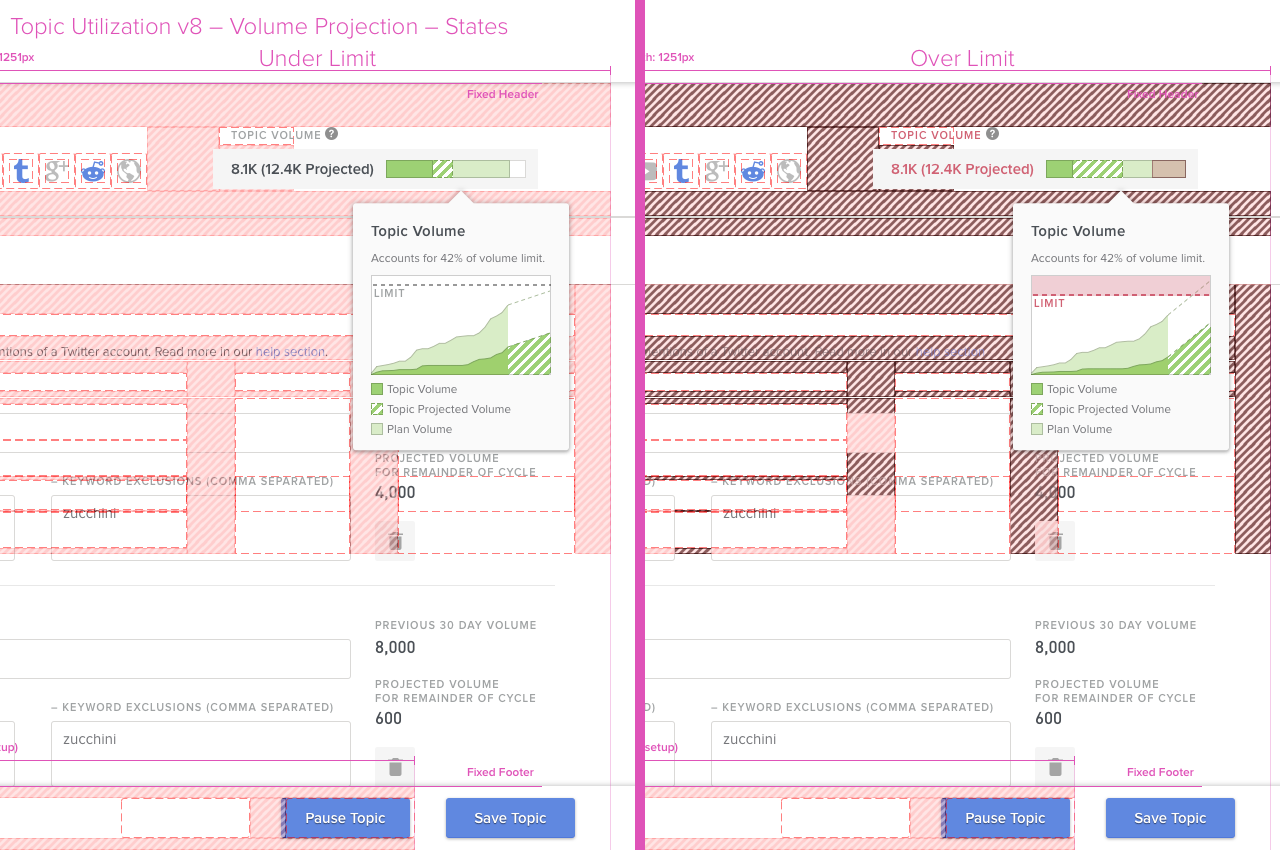 Topic Utilization v8 – Volume Projection – States
Under Limit
1251px
Fixed Header
TOPIC VOLUME ?
8.1K (12.4K Projected)
Topic Volume
Accounts for 42% of volume limit.
LIMIT
Topic Volume
Topic Projected Volume
Plan Volume
of a Twitter account. Read more in our help section.
PROJECTED VOLUME
FOR REMAINDER OF CYCLE
4,000
– KEYWORD EXCLUSIONS (COMMA SEPARATED)
zucchini
PREVIOUS 30 DAY VOLUME
8,000
PROJECTED VOLUME
FOR REMAINDER OF CYCLE
600
– KEYWORD EXCLUSIONS (COMMA SEPARATED)
zucchini
Fixed Footer
Pause Topic
Save Topic
Over Limit
1251px
Fixed Header
TOPIC VOLUME ?
8.1K (12.4K Projected)
Topic Volume
Accounts for 42% of volume limit.
LIMIT
Topic Volume
Topic Projected Volume
Plan Volume
PROJECTED VOLUME
FOR REMAINDER OF CYCLE
4,000
– KEYWORD EXCLUSIONS (COMMA SEPARATED)
zucchini
PREVIOUS 30 DAY VOLUME
8,000
PROJECTED VOLUME
FOR REMAINDER OF CYCLE
600
– KEYWORD EXCLUSIONS (COMMA SEPARATED)
zucchini
setup)
Fixed Footer
Pause Topic
Save Topic